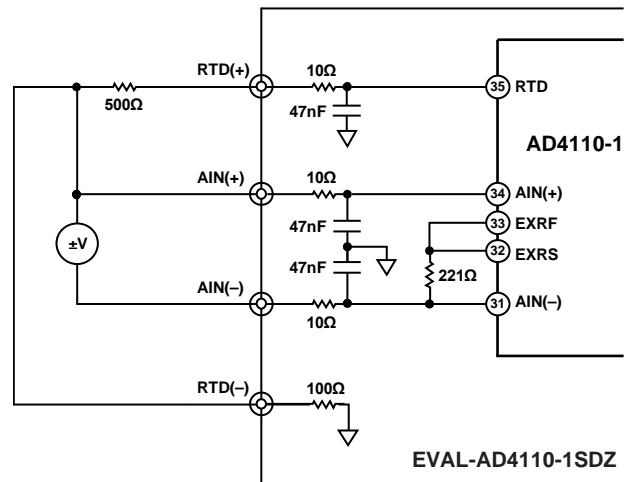 RTD(+)
10Ω
35 RTD
500Ω
47nF
AD4110-1
AIN(+)
10Ω
34 AIN(+)
33 EXRF
47nF
±V
32 EXRS
47nF
221Ω
AIN(–)
31 AIN(–)
10Ω
RTD(–)
100Ω
EVAL-AD4110-1SDZ